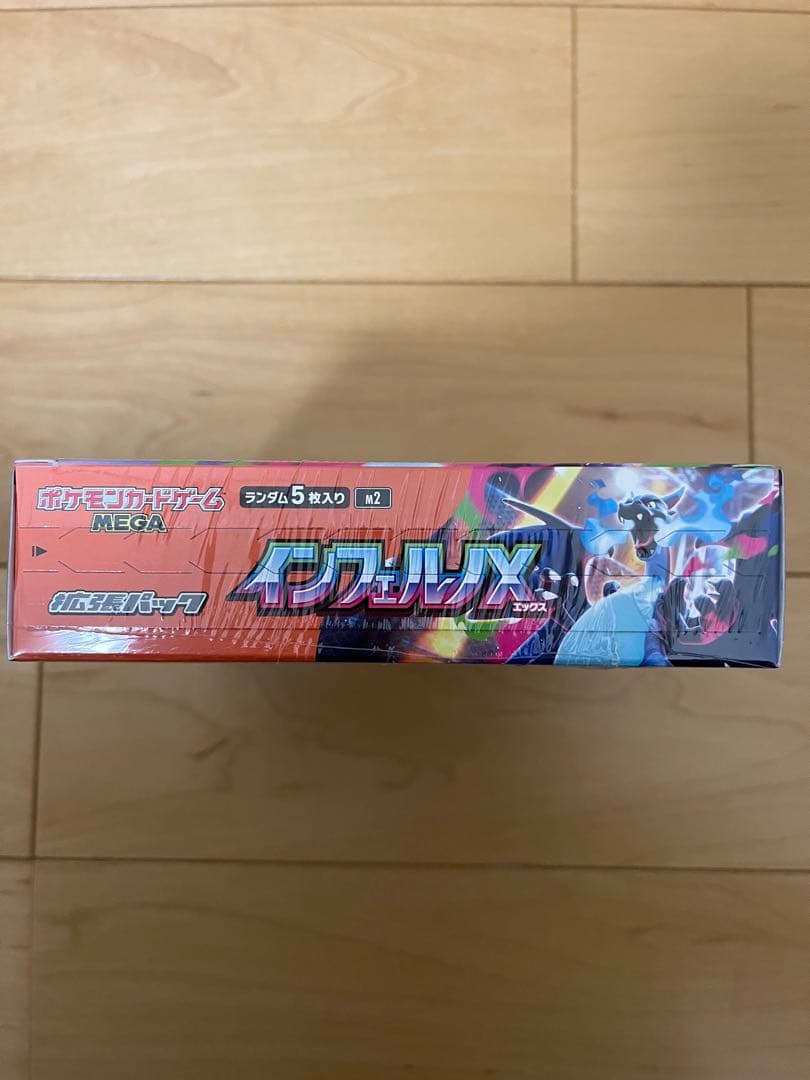 ポケモンカードゲーム
MEGA
ランダム5枚入り
M2
拡張パック
インフェルノX
エックス